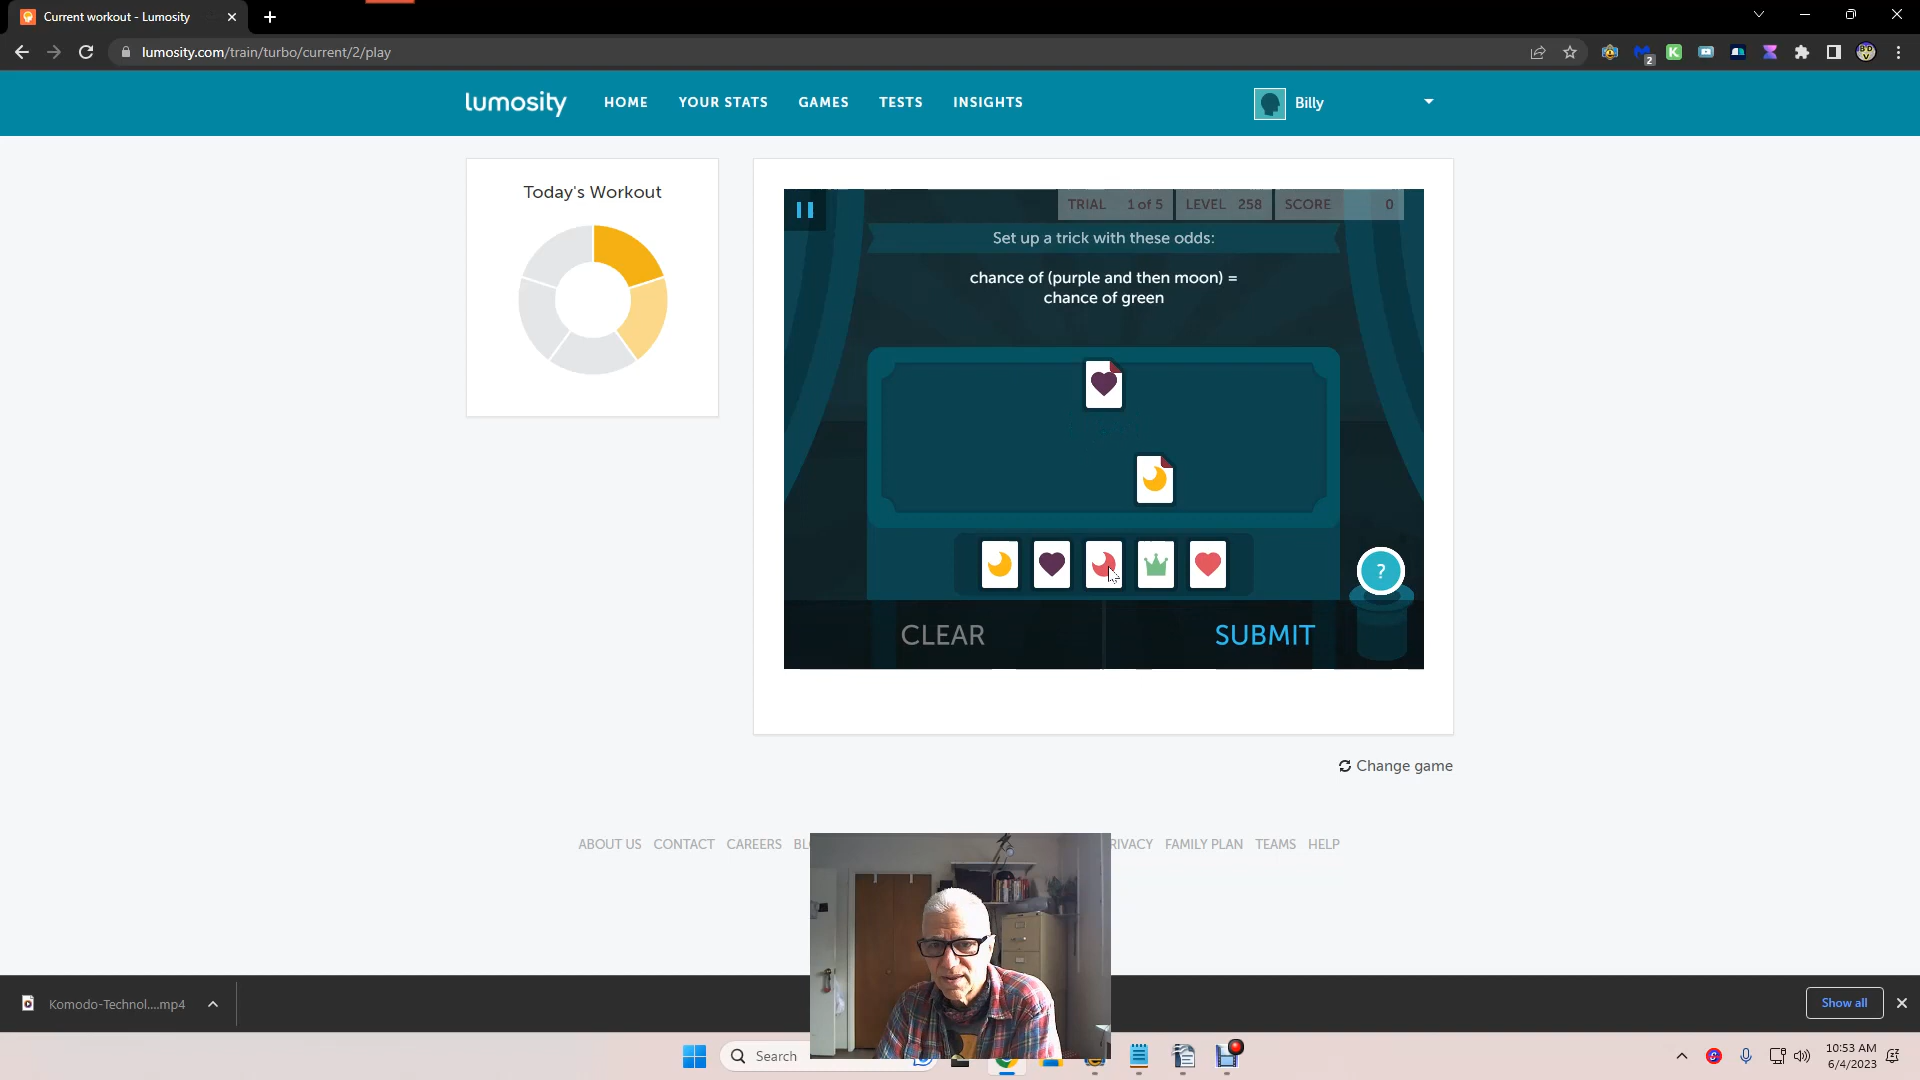 Current workout - Lumosity
lumosity.com/train/turbo/current/2/play
2
lumosity
HOME
YOUR STATS
GAMES
TESTS
INSIGHTS
Billy
Today's Workout
TRIAL 1 of 5
LEVEL 258
SCORE 0
Set up a trick with these odds:
chance of (purple and then moon) =
chance of green
?
CLEAR
SUBMIT
Change game
ABOUT US
CONTACT
CAREERS
FAMILY PLAN
TEAMS
HELP
Komodo-Technol....mp4
Show all
Search
10:53 AM
6/4/2023